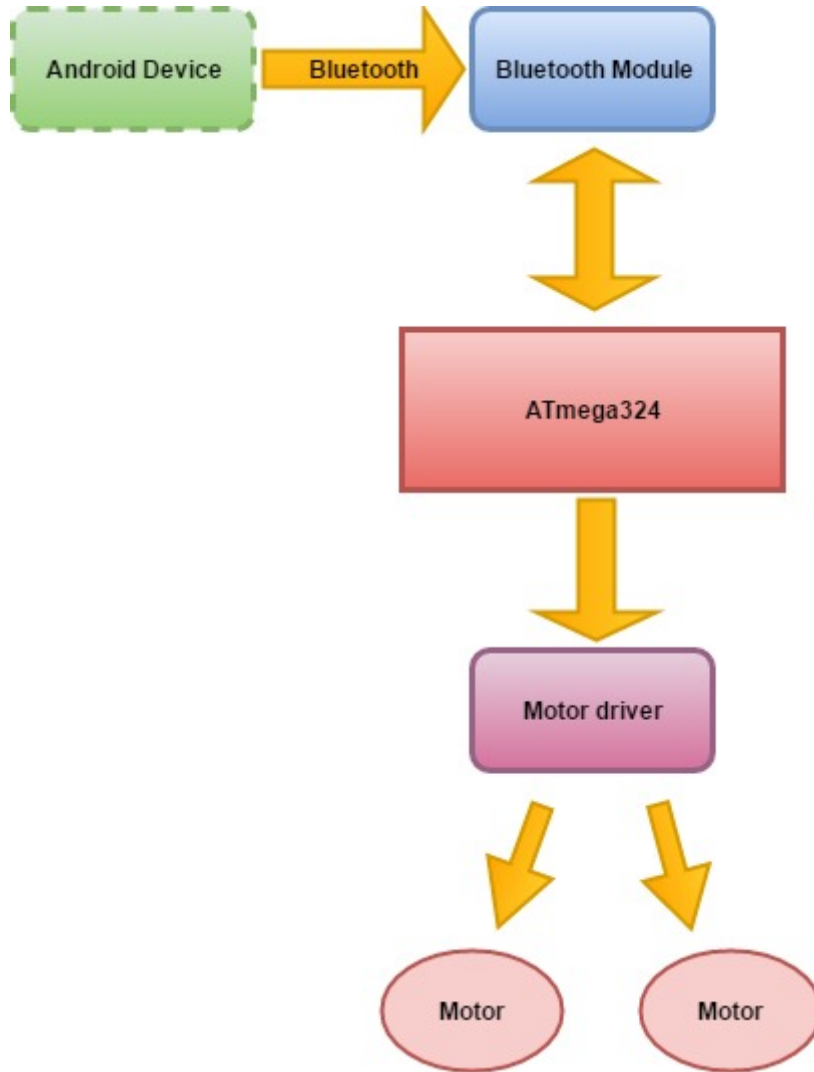 Android Device
Bluetooth
Bluetooth Module
ATmega324
Motor driver
Motor
Motor